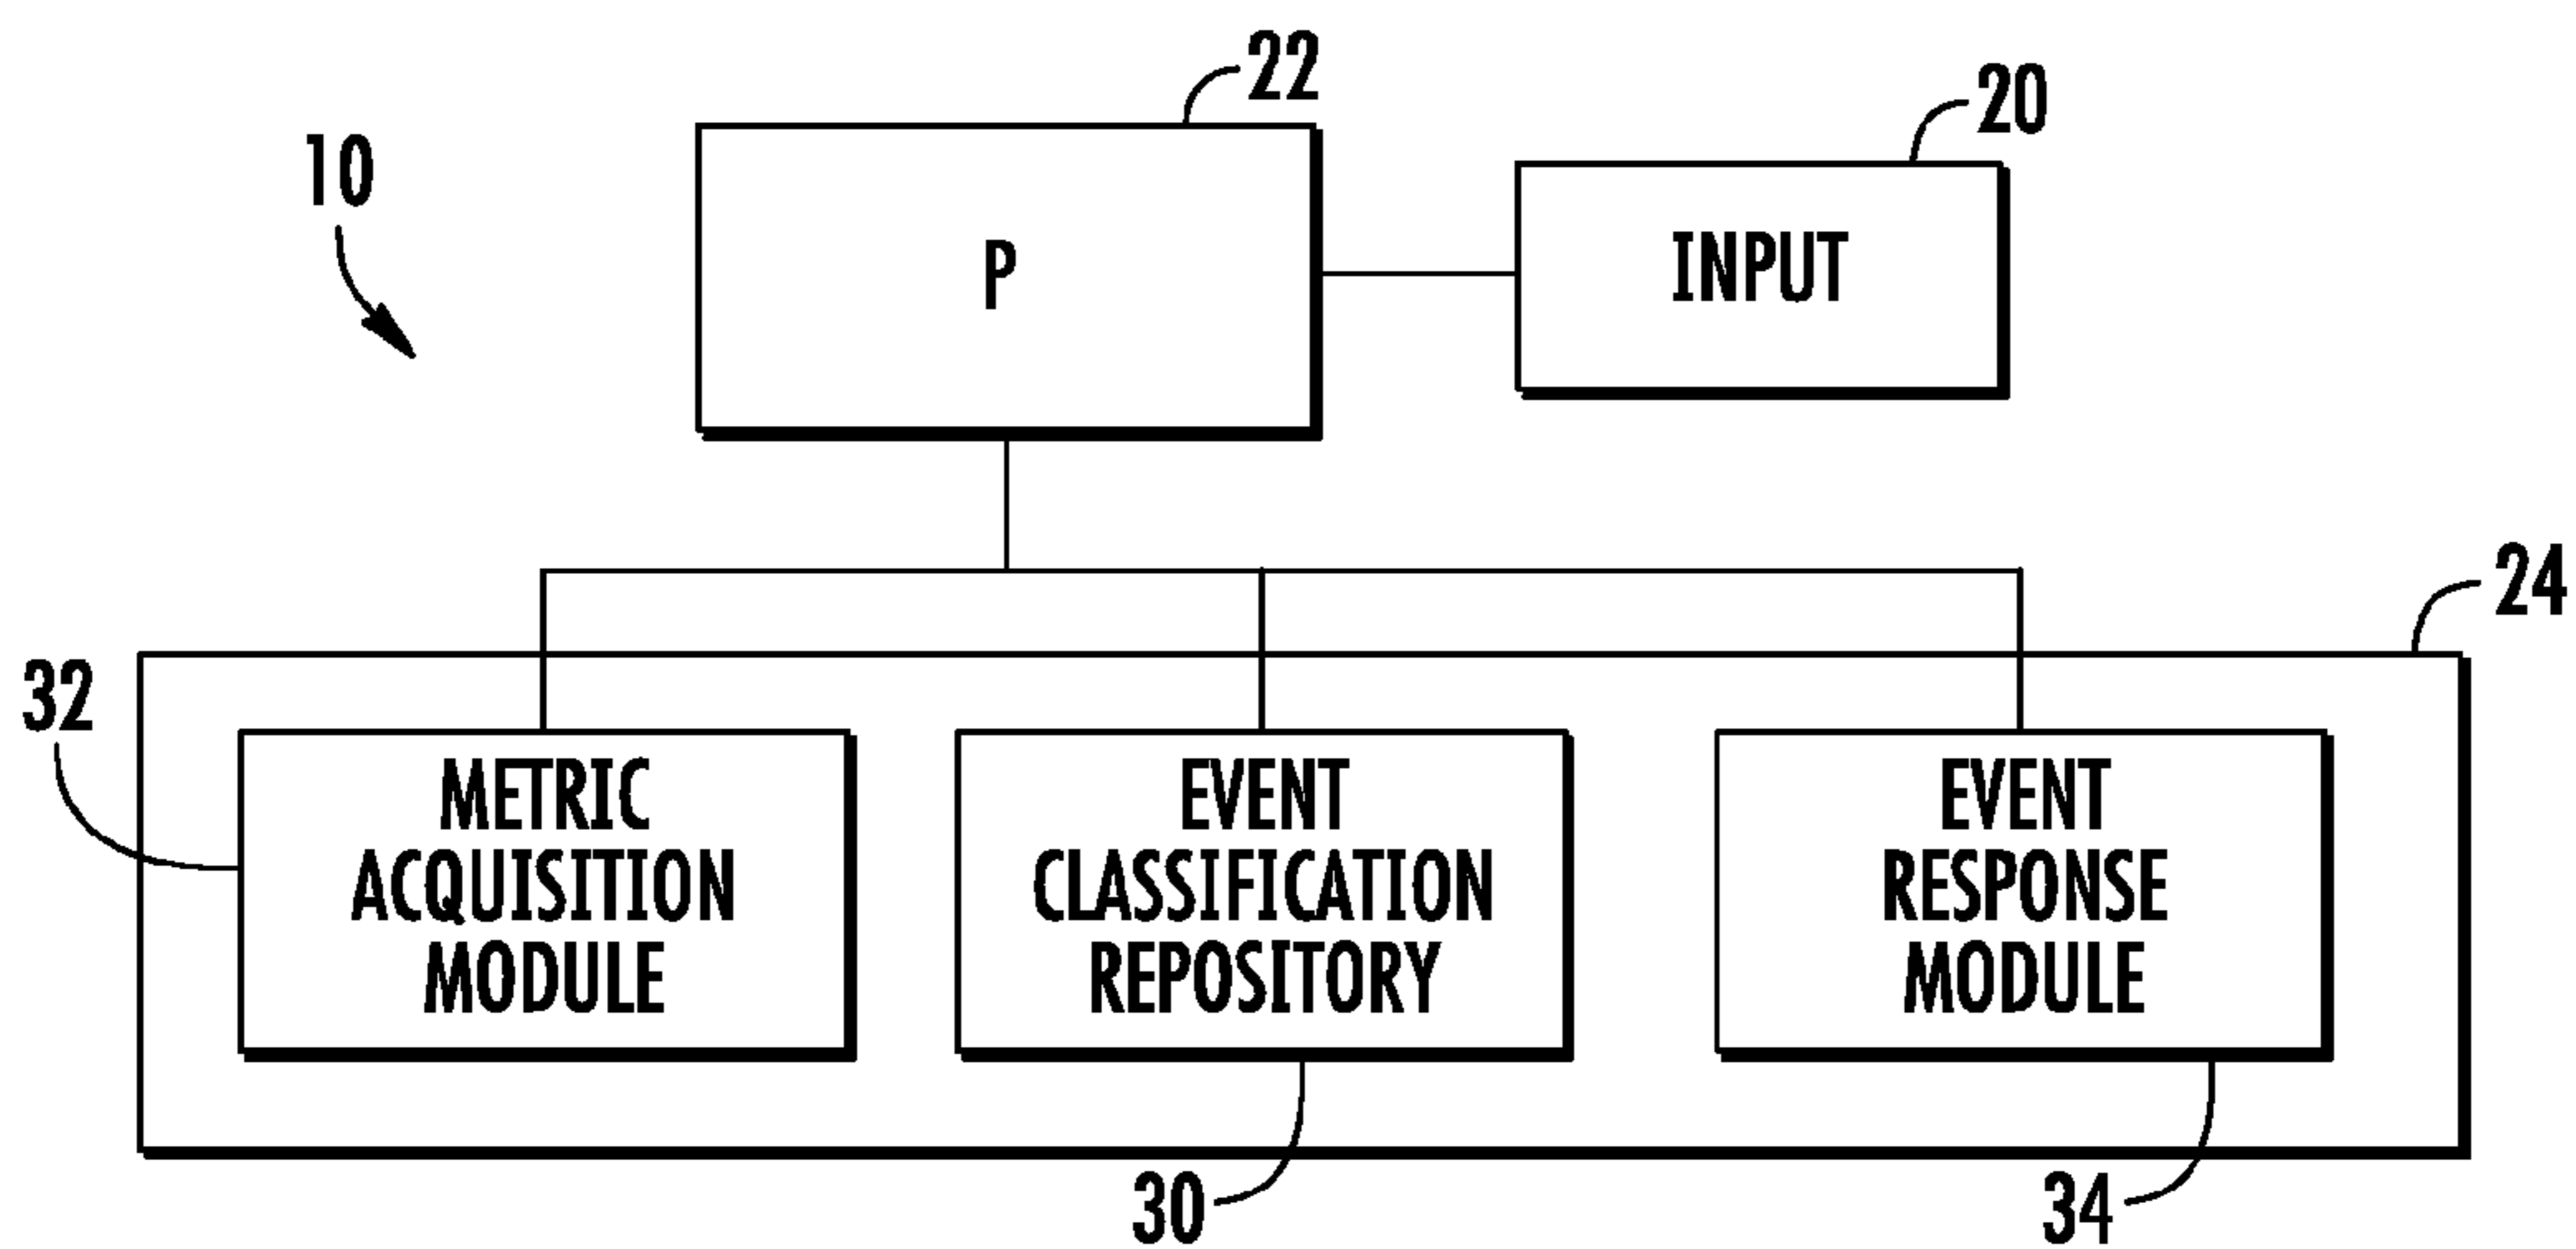 22
20
10
P
INPUT
24
32
METRIC
ACQUISITION
MODULE
EVENT
CLASSIFICATION
REPOSITORY
EVENT
RESPONSE
MODULE
30
34